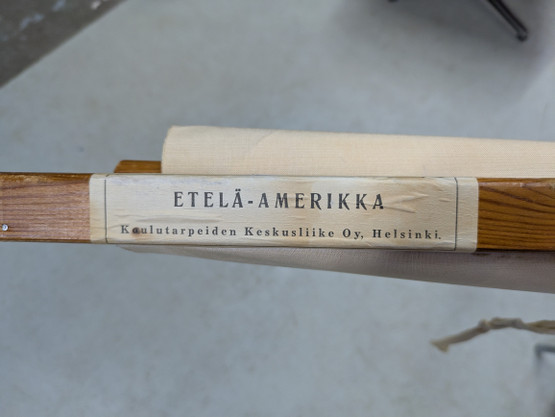 ETELÄ-AMERIKKA
Koulutarpeiden Keskusliike Oy, Helsinki.